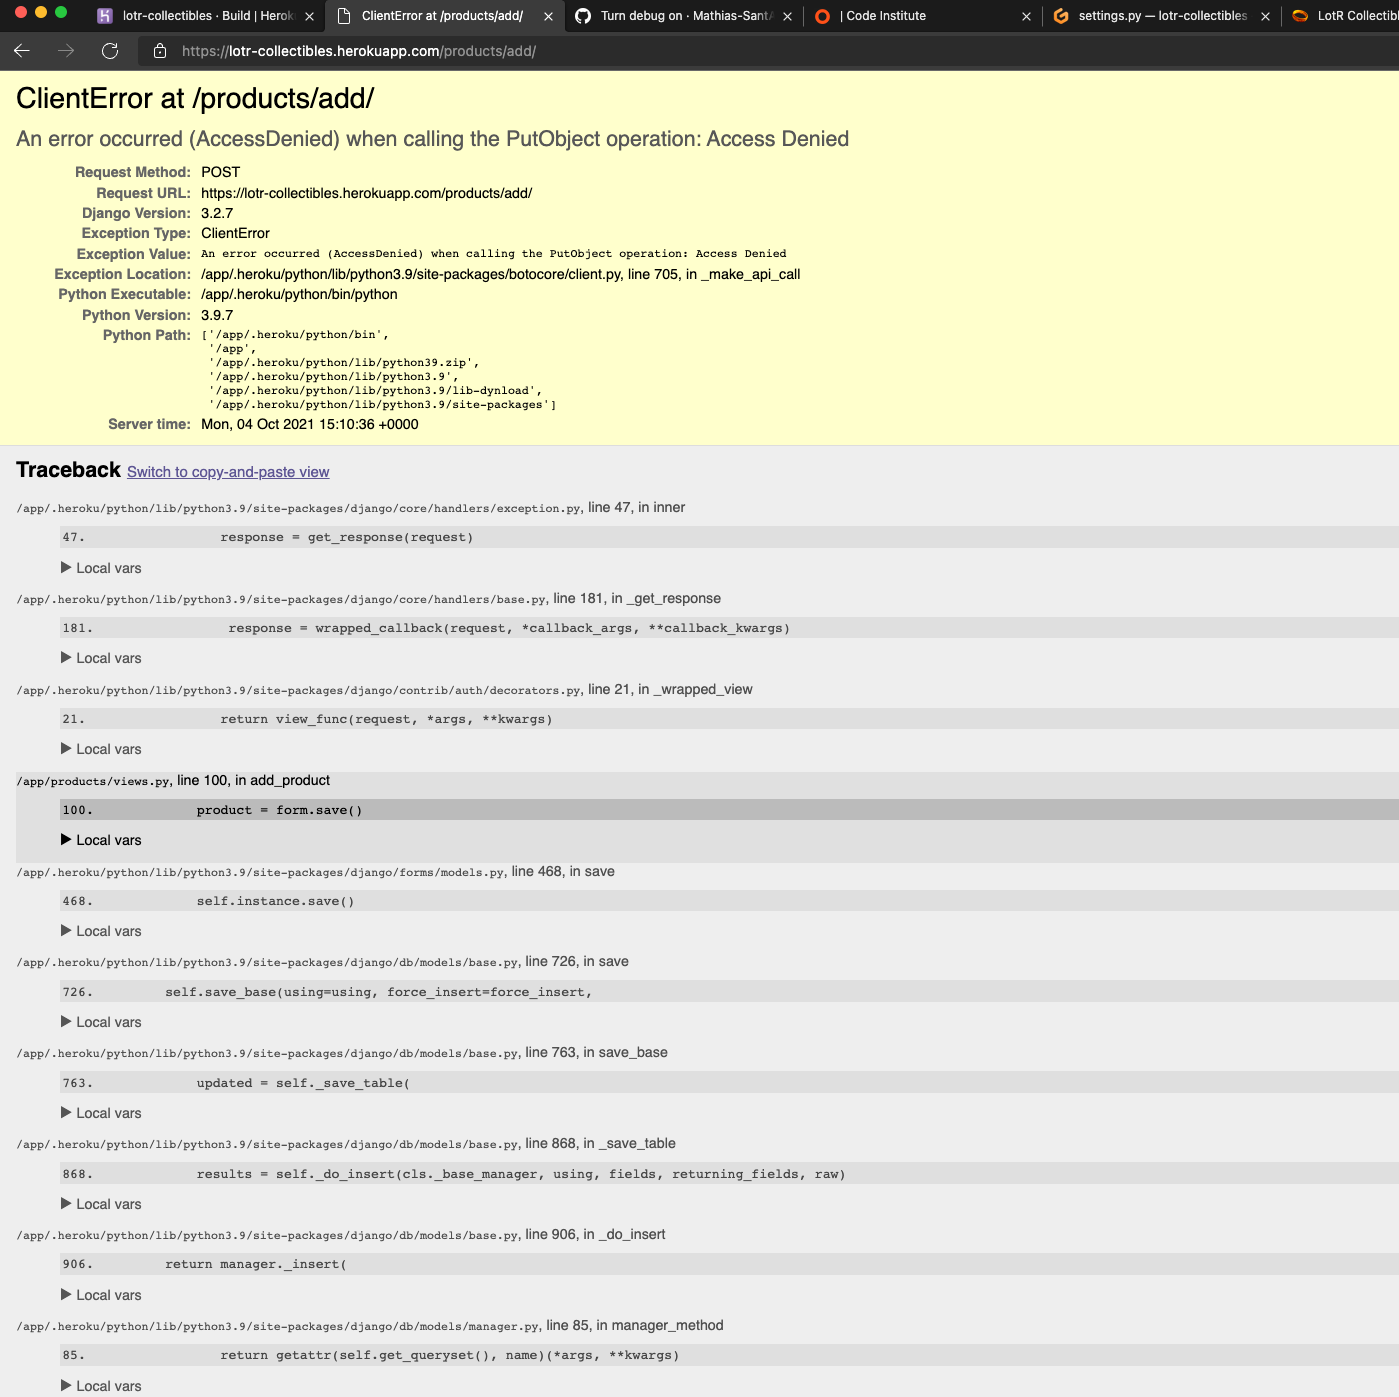 lotr-collectibles · Build | Herok
ClientError at /products/add/
Turn debug on · Mathias-SantA
| Code Institute
settings.py — lotr-collectibles
LotR Collectibl
https://lotr-collectibles.herokuapp.com/products/add/
ClientError at /products/add/
An error occurred (AccessDenied) when calling the PutObject operation: Access Denied
Request Method: POST
Request URL: https://lotr-collectibles.herokuapp.com/products/add/
Django Version: 3.2.7
Exception Type: ClientError
Exception Value: An error occurred (AccessDenied) when calling the PutObject operation: Access Denied
Exception Location: /app/.heroku/python/lib/python3.9/site-packages/botocore/client.py, line 705, in _make_api_call
Python Executable: /app/.heroku/python/bin/python
Python Version: 3.9.7
Python Path: ['/app/.heroku/python/bin',
'/app',
'/app/.heroku/python/lib/python39.zip',
'/app/.heroku/python/lib/python3.9',
'/app/.heroku/python/lib/python3.9/lib-dynload',
'/app/.heroku/python/lib/python3.9/site-packages']
Server time: Mon, 04 Oct 2021 15:10:36 +0000
Traceback Switch to copy-and-paste view
/app/.heroku/python/lib/python3.9/site-packages/django/core/handlers/exception.py, line 47, in inner
47. response = get_response(request)
▶ Local vars
/app/.heroku/python/lib/python3.9/site-packages/django/core/handlers/base.py, line 181, in _get_response
181. response = wrapped_callback(request, *callback_args, **callback_kwargs)
▶ Local vars
/app/.heroku/python/lib/python3.9/site-packages/django/contrib/auth/decorators.py, line 21, in _wrapped_view
21. return view_func(request, *args, **kwargs)
▶ Local vars
/app/products/views.py, line 100, in add_product
100. product = form.save()
▶ Local vars
/app/.heroku/python/lib/python3.9/site-packages/django/forms/models.py, line 468, in save
468. self.instance.save()
▶ Local vars
/app/.heroku/python/lib/python3.9/site-packages/django/db/models/base.py, line 726, in save
726. self.save_base(using=using, force_insert=force_insert,
▶ Local vars
/app/.heroku/python/lib/python3.9/site-packages/django/db/models/base.py, line 763, in save_base
763. updated = self._save_table(
▶ Local vars
/app/.heroku/python/lib/python3.9/site-packages/django/db/models/base.py, line 868, in _save_table
868. results = self._do_insert(cls._base_manager, using, fields, returning_fields, raw)
▶ Local vars
/app/.heroku/python/lib/python3.9/site-packages/django/db/models/base.py, line 906, in _do_insert
906. return manager._insert(
▶ Local vars
/app/.heroku/python/lib/python3.9/site-packages/django/db/models/manager.py, line 85, in manager_method
85. return getattr(self.get_queryset(), name)(*args, **kwargs)
▶ Local vars